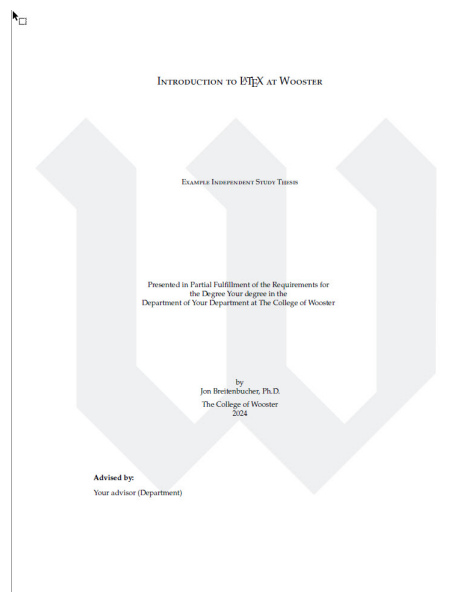 INTRODUCTION TO LATEX AT WOOSTER
EXAMPLE INDEPENDENT STUDY THESIS
Presented in Partial Fulfillment of the Requirements for
the Degree Your degree in the
Department of Your Department at The College of Wooster
by
Jon Breitenbucher, Ph.D.
The College of Wooster
2024
Advised by:
Your advisor (Department)